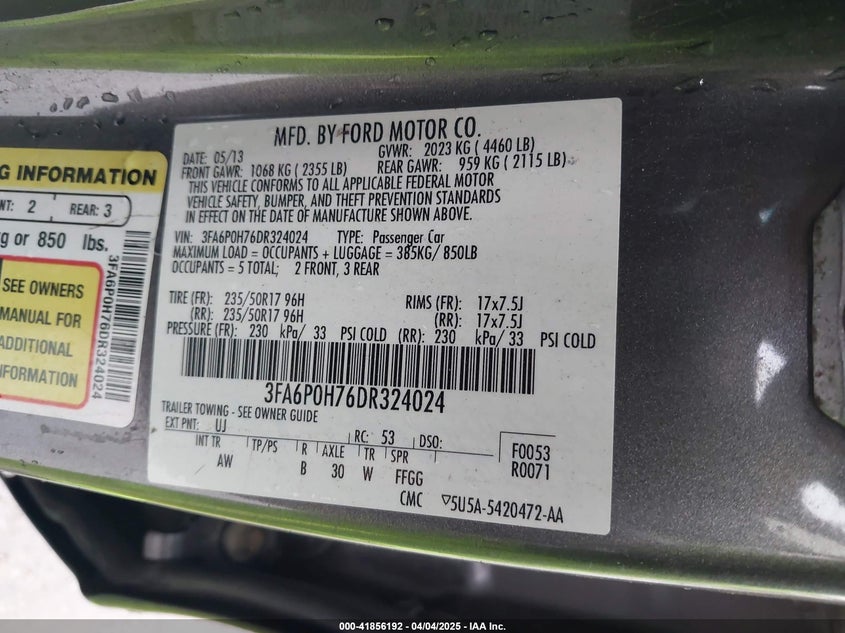 G INFORMATION
NT: 2 REAR: 3
g or 850 lbs.
SEE OWNERS
MANUAL FOR
ADDITIONAL
INFORMATION
3FA6P0H76DR324024
MFD. BY FORD MOTOR CO.
DATE: 05/13 GVWR: 2023 KG ( 4460 LB)
FRONT GAWR: 1068 KG ( 2355 LB) REAR GAWR: 959 KG ( 2115 LB)
THIS VEHICLE CONFORMS TO ALL APPLICABLE FEDERAL MOTOR
VEHICLE SAFETY, BUMPER, AND THEFT PREVENTION STANDARDS
IN EFFECT ON THE DATE OF MANUFACTURE SHOWN ABOVE.
VIN: 3FA6P0H76DR324024 TYPE: Passenger Car
MAXIMUM LOAD = OCCUPANTS + LUGGAGE = 385KG/ 850LB
OCCUPANTS = 5 TOTAL; 2 FRONT, 3 REAR
TIRE (FR): 235/50R17 96H RIMS (FR): 17x7.5J
(RR): 235/50R17 96H (RR): 17x7.5J
PRESSURE (FR): 230 kPa/ 33 PSI COLD (RR): 230 kPa/ 33 PSI COLD
3FA6P0H76DR324024
TRAILER TOWING - SEE OWNER GUIDE
EXT PNT: UJ RC: 53 DSO:
INT TR TP/PS R AXLE TR SPR
AW B 30 W FFGG
F0053
R0071
CMC ▽5U5A-5420472-AA
000-41856192 - 04/04/2025 - IAA Inc.